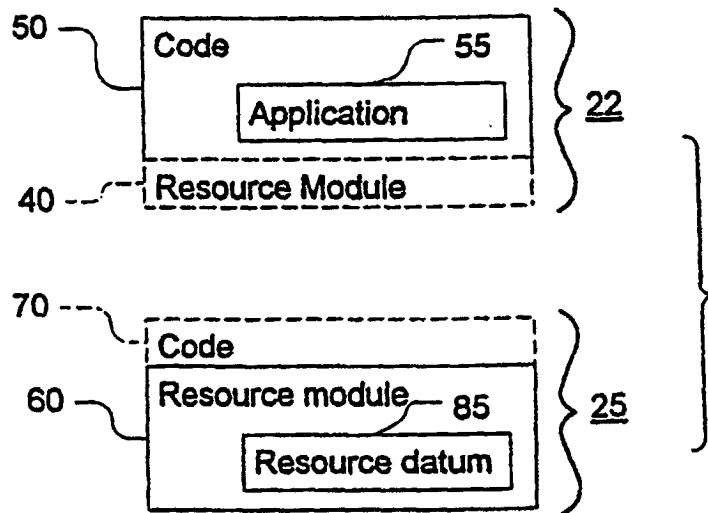 50
Code
55
Application
22
40
Resource Module
70
Code
60
Resource module
85
25
Resource datum